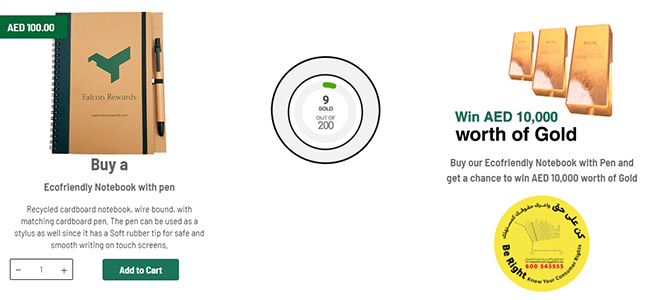 AED 100.00
Falcon Rewards
www.falconrewards.com
Buy a
Ecofriendly Notebook with pen
Recycled cardboard notebook, wire bound, with
matching cardboard pen, The pen can be used as a
stylus as well since it has a Soft rubber tip for safe and
smooth writing on touch screens,
− 1 +
Add to Cart
9
GOLD
OUT OF
200
Win AED 10,000
worth of Gold
Buy our Ecofriendly Notebook with Pen and
get a chance to win AED 10,000 worth of Gold
كن على حق
واعرف حقوقك كمستهلك
600 545555
Be Right
Know Your Consumer Rights